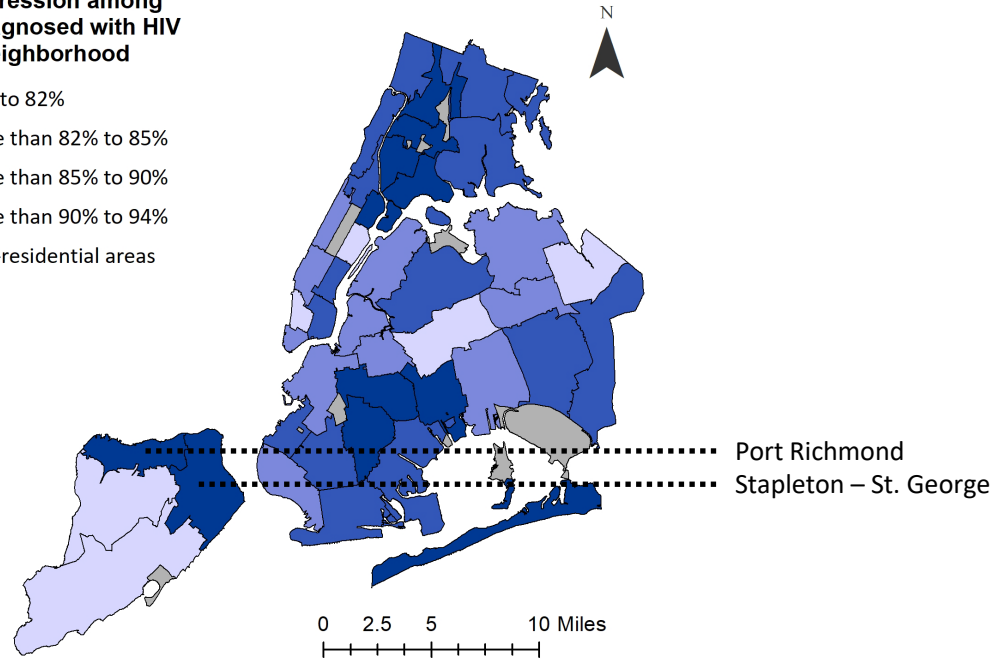 ression among
gnosed with HIV
ighborhood
to 82%
e than 82% to 85%
e than 85% to 90%
e than 90% to 94%
-residential areas
N
Port Richmond
Stapleton – St. George
0 2.5 5 10 Miles